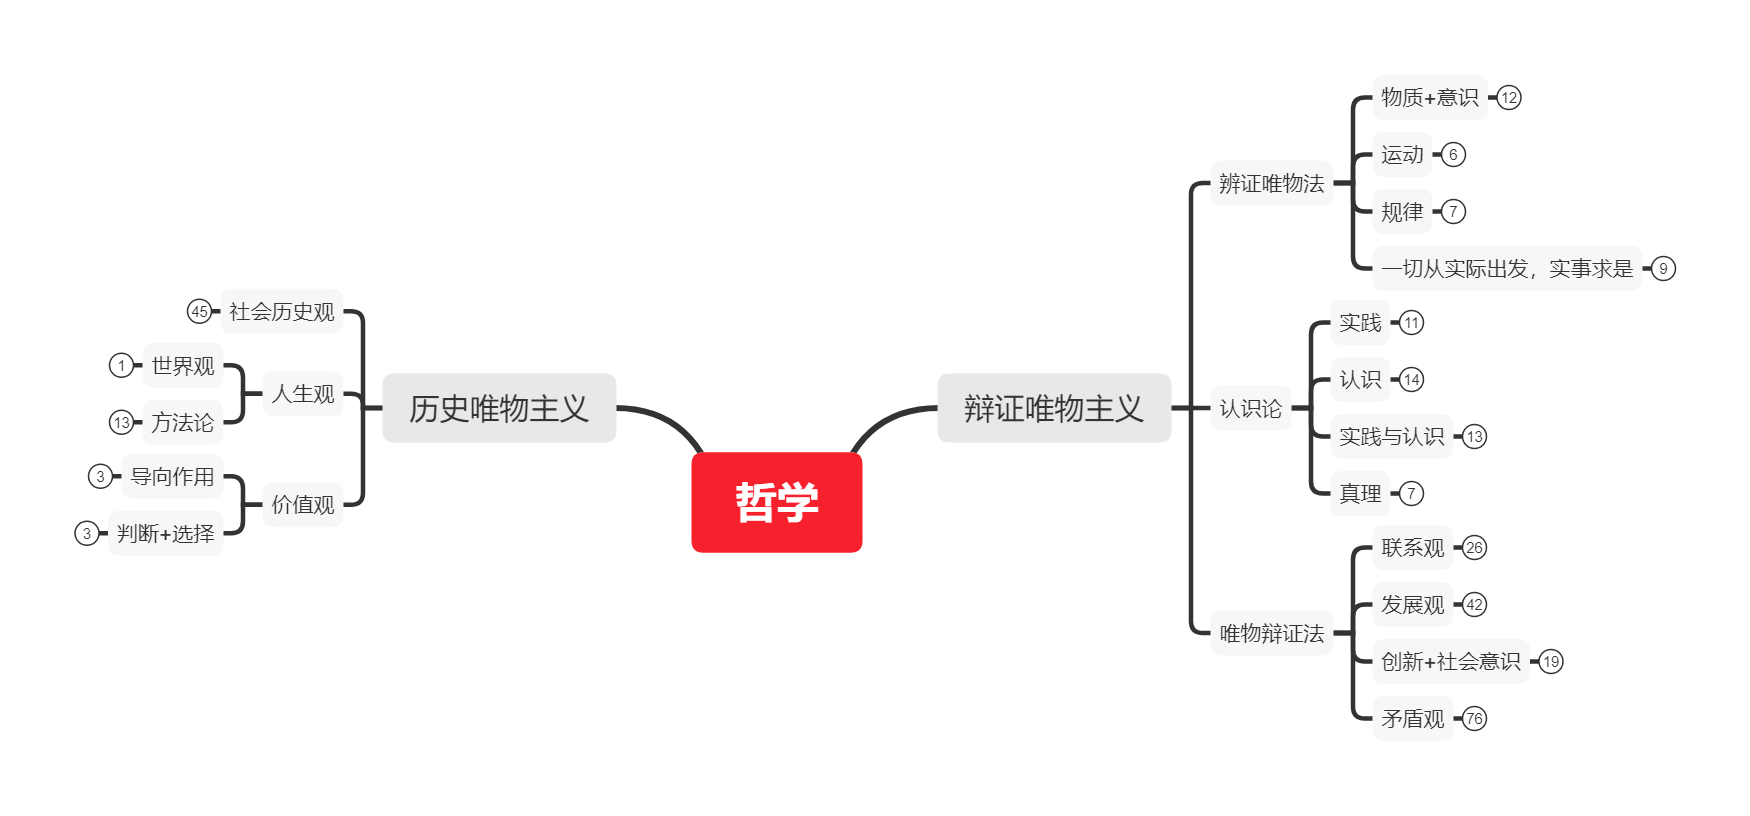 哲学
历史唯物主义
社会历史观
45
人生观
世界观
1
方法论
13
价值观
导向作用
3
判断+选择
3
辩证唯物主义
辨证唯物法
物质+意识
12
运动
6
规律
7
一切从实际出发，实事求是
9
认识论
实践
11
认识
14
实践与认识
13
真理
7
唯物辩证法
联系观
26
发展观
42
创新+社会意识
19
矛盾观
76